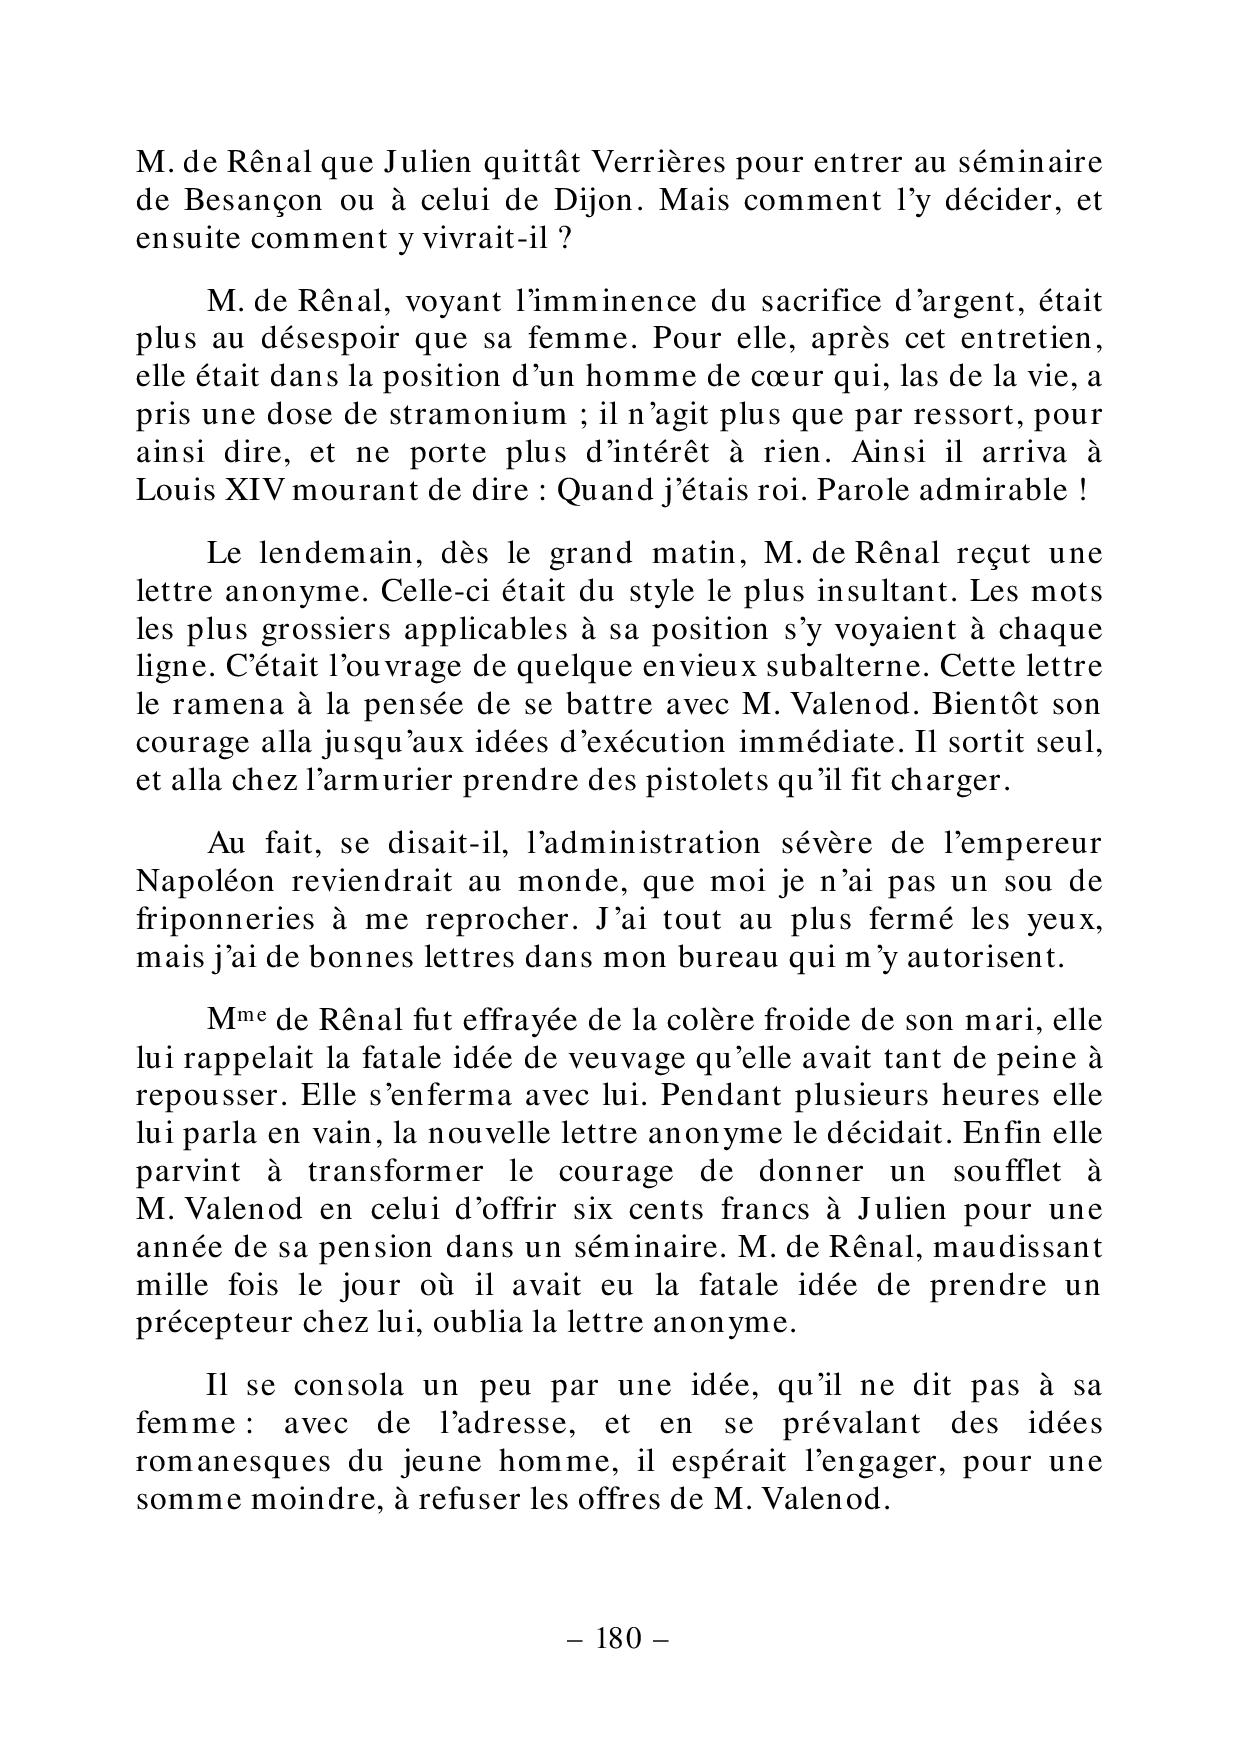 M. de Rênal que Julien quittât Verrières pour entrer au séminaire
de Besançon ou à celui de Dijon. Mais comment l’y décider, et
ensuite comment y vivrait-il ?
M. de Rênal, voyant l’imminence du sacrifice d’argent, était
plus au désespoir que sa femme. Pour elle, après cet entretien,
elle était dans la position d’un homme de cœur qui, las de la vie, a
pris une dose de stramonium ; il n’agit plus que par ressort, pour
ainsi dire, et ne porte plus d’intérêt à rien. Ainsi il arriva à
Louis XIV mourant de dire : Quand j’étais roi. Parole admirable !
Le lendemain, dès le grand matin, M. de Rênal reçut une
lettre anonyme. Celle-ci était du style le plus insultant. Les mots
les plus grossiers applicables à sa position s’y voyaient à chaque
ligne. C’était l’ouvrage de quelque envieux subalterne. Cette lettre
le ramena à la pensée de se battre avec M. Valenod. Bientôt son
courage alla jusqu’aux idées d’exécution immédiate. Il sortit seul,
et alla chez l’armurier prendre des pistolets qu’il fit charger.
Au fait, se disait-il, l’administration sévère de l’empereur
Napoléon reviendrait au monde, que moi je n’ai pas un sou de
friponneries à me reprocher. J’ai tout au plus fermé les yeux,
mais j’ai de bonnes lettres dans mon bureau qui m’y autorisent.
Mme de Rênal fut effrayée de la colère froide de son mari, elle
lui rappelait la fatale idée de veuvage qu’elle avait tant de peine à
repousser. Elle s’enferma avec lui. Pendant plusieurs heures elle
lui parla en vain, la nouvelle lettre anonyme le décidait. Enfin elle
parvint à transformer le courage de donner un soufflet à
M. Valenod en celui d’offrir six cents francs à Julien pour une
année de sa pension dans un séminaire. M. de Rênal, maudissant
mille fois le jour où il avait eu la fatale idée de prendre un
précepteur chez lui, oublia la lettre anonyme.
Il se consola un peu par une idée, qu’il ne dit pas à sa
femme : avec de l’adresse, et en se prévalant des idées
romanesques du jeune homme, il espérait l’engager, pour une
somme moindre, à refuser les offres de M. Valenod.
– 180 –